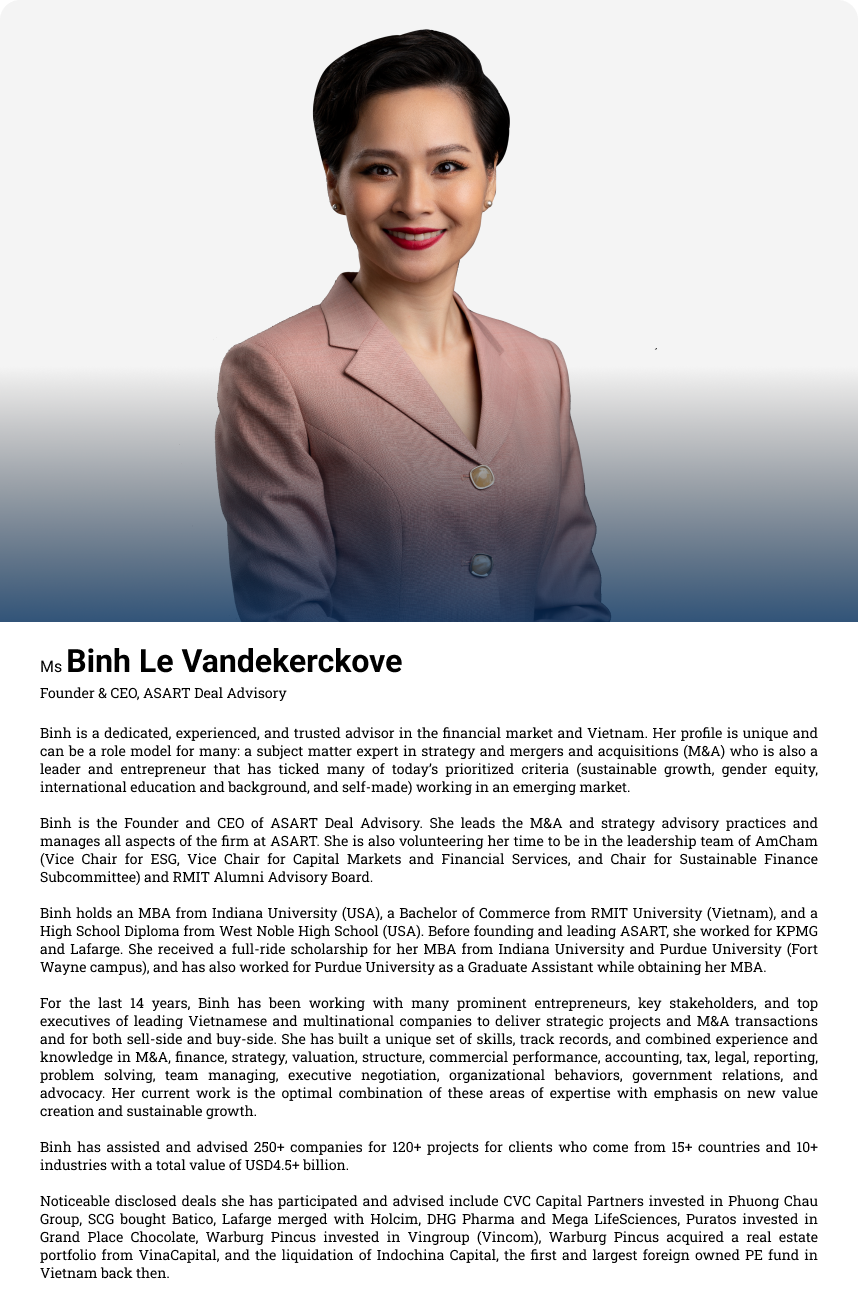 Ms Binh Le Vandekerckove
Founder & CEO, ASART Deal Advisory
Binh is a dedicated, experienced, and trusted advisor in the financial market and Vietnam. Her profile is unique and
can be a role model for many: a subject matter expert in strategy and mergers and acquisitions (M&A) who is also a
leader and entrepreneur that has ticked many of today’s prioritized criteria (sustainable growth, gender equity,
international education and background, and self-made) working in an emerging market.
Binh is the Founder and CEO of ASART Deal Advisory. She leads the M&A and strategy advisory practices and
manages all aspects of the firm at ASART. She is also volunteering her time to be in the leadership team of AmCham
(Vice Chair for ESG, Vice Chair for Capital Markets and Financial Services, and Chair for Sustainable Finance
Subcommittee) and RMIT Alumni Advisory Board.
Binh holds an MBA from Indiana University (USA), a Bachelor of Commerce from RMIT University (Vietnam), and a
High School Diploma from West Noble High School (USA). Before founding and leading ASART, she worked for KPMG
and Lafarge. She received a full-ride scholarship for her MBA from Indiana University and Purdue University (Fort
Wayne campus), and has also worked for Purdue University as a Graduate Assistant while obtaining her MBA.
For the last 14 years, Binh has been working with many prominent entrepreneurs, key stakeholders, and top
executives of leading Vietnamese and multinational companies to deliver strategic projects and M&A transactions
and for both sell-side and buy-side. She has built a unique set of skills, track records, and combined experience and
knowledge in M&A, finance, strategy, valuation, structure, commercial performance, accounting, tax, legal, reporting,
problem solving, team managing, executive negotiation, organizational behaviors, government relations, and
advocacy. Her current work is the optimal combination of these areas of expertise with emphasis on new value
creation and sustainable growth.
Binh has assisted and advised 250+ companies for 120+ projects for clients who come from 15+ countries and 10+
industries with a total value of USD4.5+ billion.
Noticeable disclosed deals she has participated and advised include CVC Capital Partners invested in Phuong Chau
Group, SCG bought Batico, Lafarge merged with Holcim, DHG Pharma and Mega LifeSciences, Puratos invested in
Grand Place Chocolate, Warburg Pincus invested in Vingroup (Vincom), Warburg Pincus acquired a real estate
portfolio from VinaCapital, and the liquidation of Indochina Capital, the first and largest foreign owned PE fund in
Vietnam back then.